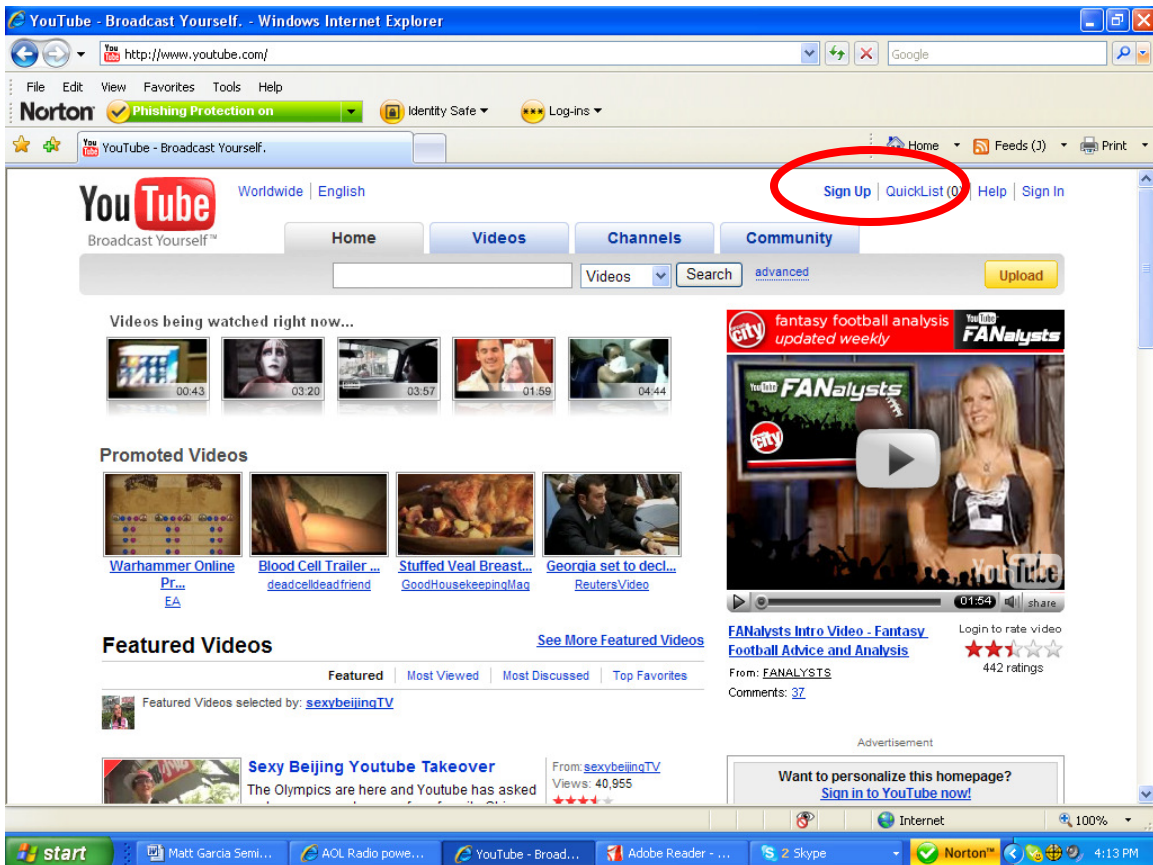 YouTube - Broadcast Yourself. - Windows Internet Explorer
http://www.youtube.com/
Google
File Edit View Favorites Tools Help
Norton Phishing Protection on Identity Safe Log-ins
YouTube - Broadcast Yourself.
Home Feeds (J) Print
YouTube
Broadcast Yourself™
Worldwide | English
Sign Up | QuickList (0) | Help | Sign In
Home Videos Channels Community
Videos Search advanced Upload
Videos being watched right now...
00:43 03:20 03:57 01:59 04:44
Promoted Videos
Warhammer Online Pr...
EA
Blood Cell Trailer ...
deadcelldeadfriend
Stuffed Veal Breast...
GoodHousekeepingMag
Georgia set to decl...
ReutersVideo
Featured Videos
See More Featured Videos
Featured | Most Viewed | Most Discussed | Top Favorites
Featured Videos selected by: sexybeijingTV
Sexy Beijing Youtube Takeover
The Olympics are here and Youtube has asked
From: sexybeijingTV
Views: 40,955
city
fantasy football analysis
updated weekly
YouTube
FANalysts
YouTube FANalysts
city
YouTube
01:54 share
FANalysts Intro Video - Fantasy
Football Advice and Analysis
From: FANALYSTS
Comments: 37
Login to rate video
442 ratings
Advertisement
Want to personalize this homepage?
Sign in to YouTube now!
Internet 100%
start Matt Garcia Semi... AOL Radio powe... YouTube - Broad... Adobe Reader - ... 2 Skype Norton™ 4:13 PM